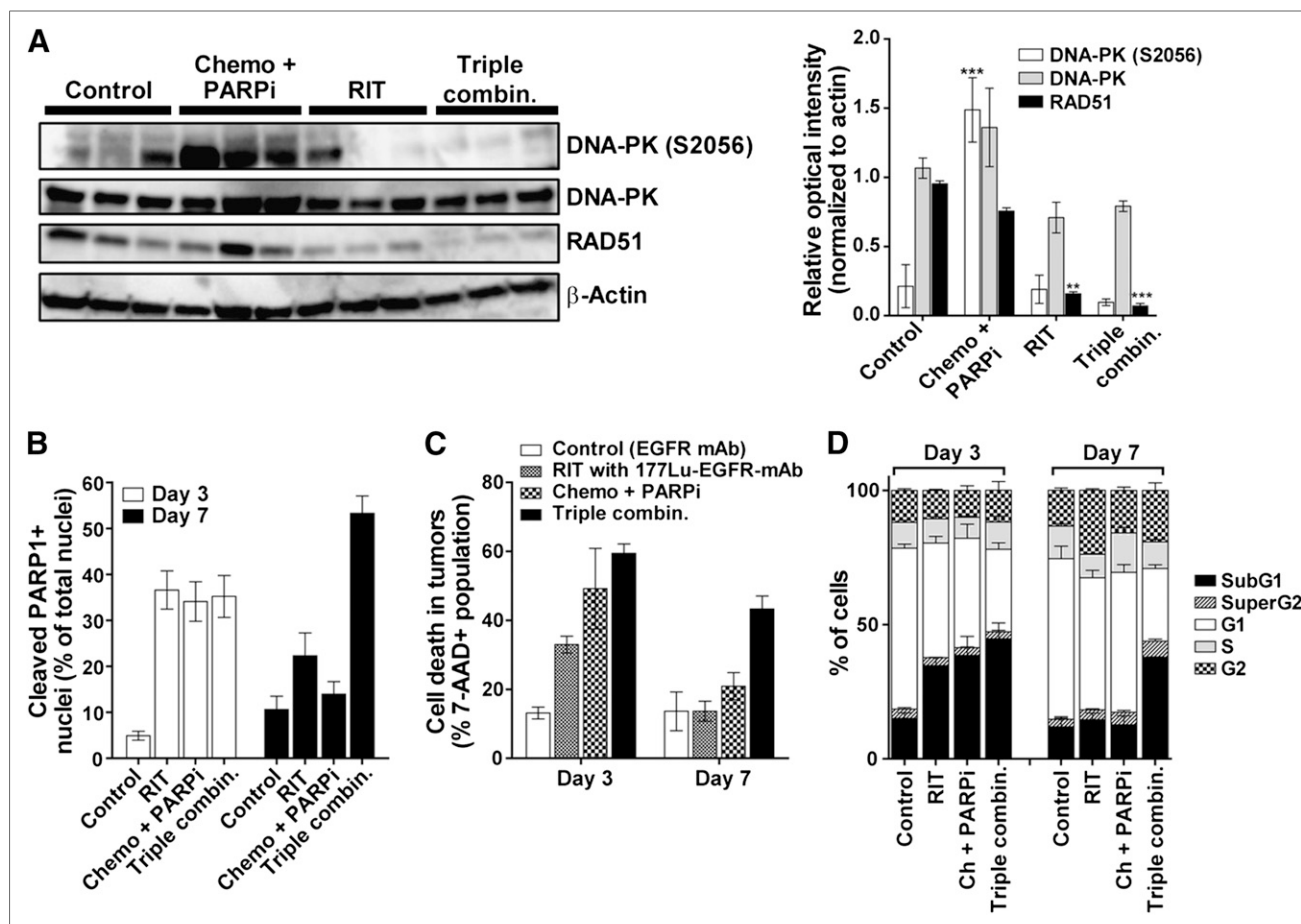 A
Control
Chemo +
PARPi
RIT
Triple
combin.
DNA-PK (S2056)
DNA-PK
RAD51
β-Actin
Relative optical intensity
(normalized to actin)
2.0
1.5
1.0
0.5
0.0
DNA-PK (S2056)
DNA-PK
RAD51
***
**
***
Control
Chemo +
PARPi
RIT
Triple
combin.
B
Cleaved PARP1+
nuclei (% of total nuclei)
60
50
40
30
20
10
0
Day 3
Day 7
Control
RIT
Chemo + PARPi
Triple combin.
Control
RIT
Chemo + PARPi
Triple combin.
C
Cell death in tumors
(% 7-AAD+ population)
80
60
40
20
0
Control (EGFR mAb)
RIT with 177Lu-EGFR-mAb
Chemo + PARPi
Triple combin.
Day 3
Day 7
D
Day 3
Day 7
% of cells
100
50
0
Control
RIT
Ch + PARPi
Triple combin.
Control
RIT
Ch + PARPi
Triple combin.
SubG1
SuperG2
G1
S
G2